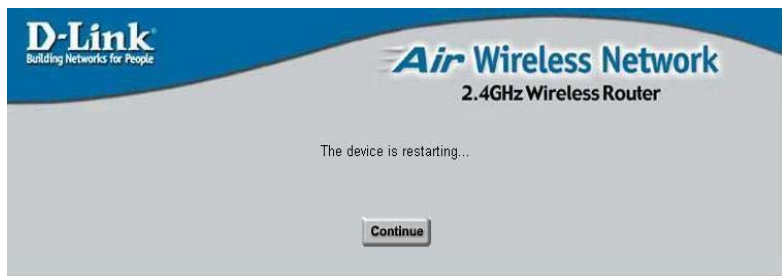 D-Link
Building Networks for People
Air Wireless Network
2.4GHz Wireless Router
The device is restarting...
Continue